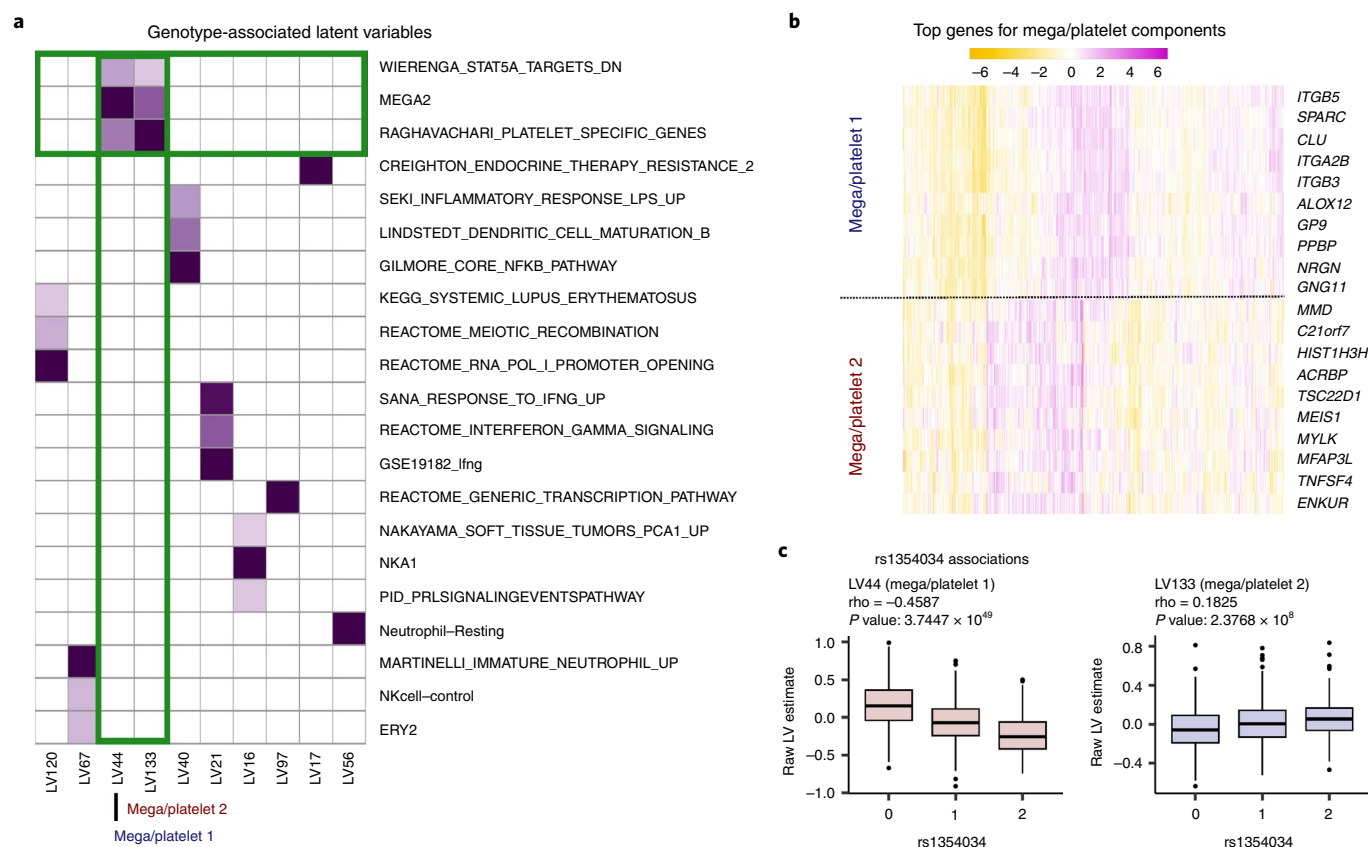 a
Genotype-associated latent variables
WIERENGA_STAT5A_TARGETS_DN
MEGA2
RAGHAVACHARI_PLATELET_SPECIFIC_GENES
CREIGHTON_ENDOCRINE_THERAPY_RESISTANCE_2
SEKI_INFLAMMATORY_RESPONSE_LPS_UP
LINDSTEDT_DENDRITIC_CELL_MATURATION_B
GILMORE_CORE_NFKB_PATHWAY
KEGG_SYSTEMIC_LUPUS_ERYTHEMATOSUS
REACTOME_MEIOTIC_RECOMBINATION
REACTOME_RNA_POL_I_PROMOTER_OPENING
SANA_RESPONSE_TO_IFNG_UP
REACTOME_INTERFERON_GAMMA_SIGNALING
GSE19182_Ifng
REACTOME_GENERIC_TRANSCRIPTION_PATHWAY
NAKAYAMA_SOFT_TISSUE_TUMORS_PCA1_UP
NKA1
PID_PRLSIGNALINGEVENTSPATHWAY
Neutrophil–Resting
MARTINELLI_IMMATURE_NEUTROPHIL_UP
NKcell–control
ERY2
LV120 LV67 LV44 LV133 LV40 LV21 LV16 LV97 LV17 LV56
Mega/platelet 2
Mega/platelet 1
b
Top genes for mega/platelet components
−6 −4 −2 0 2 4 6
Mega/platelet 1
ITGB5
SPARC
CLU
ITGA2B
ITGB3
ALOX12
GP9
PPBP
NRGN
GNG11
Mega/platelet 2
MMD
C21orf7
HIST1H3H
ACRBP
TSC22D1
MEIS1
MYLK
MFAP3L
TNFSF4
ENKUR
c
rs1354034 associations
LV44 (mega/platelet 1)
rho = −0.4587
P value: 3.7447 × 10⁴⁹
Raw LV estimate
1.0
0.5
0.0
−0.5
−1.0
0 1 2
rs1354034
LV133 (mega/platelet 2)
rho = 0.1825
P value: 2.3768 × 10⁸
Raw LV estimate
0.8
0.4
0.0
−0.4
0 1 2
rs1354034